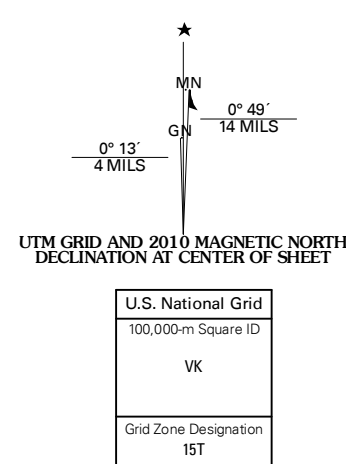 MN
0° 49´
14 MILS
GN
0° 13´
4 MILS
UTM GRID AND 2010 MAGNETIC NORTH
DECLINATION AT CENTER OF SHEET
U.S. National Grid
100,000-m Square ID
VK
Grid Zone Designation
15T